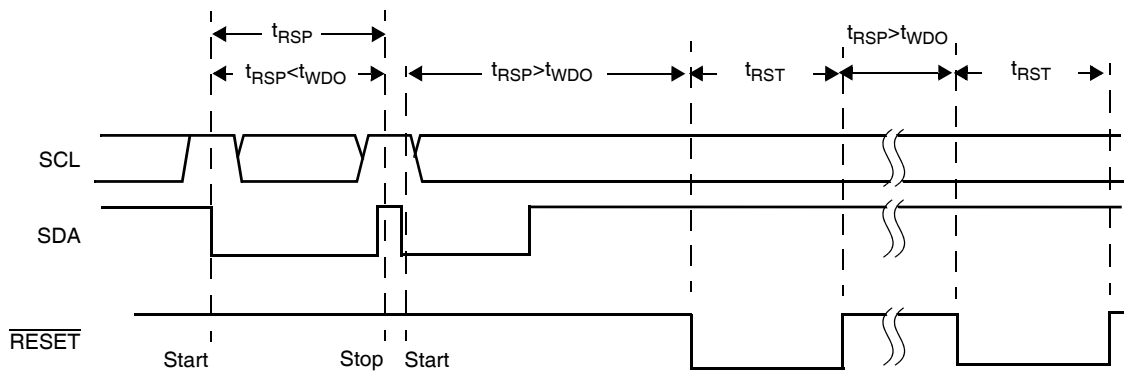 tRSP
tRSP<tWDO
tRSP>tWDO
tRST
tRSP>tWDO
tRST
SCL
SDA
RESET
Start
Stop
Start